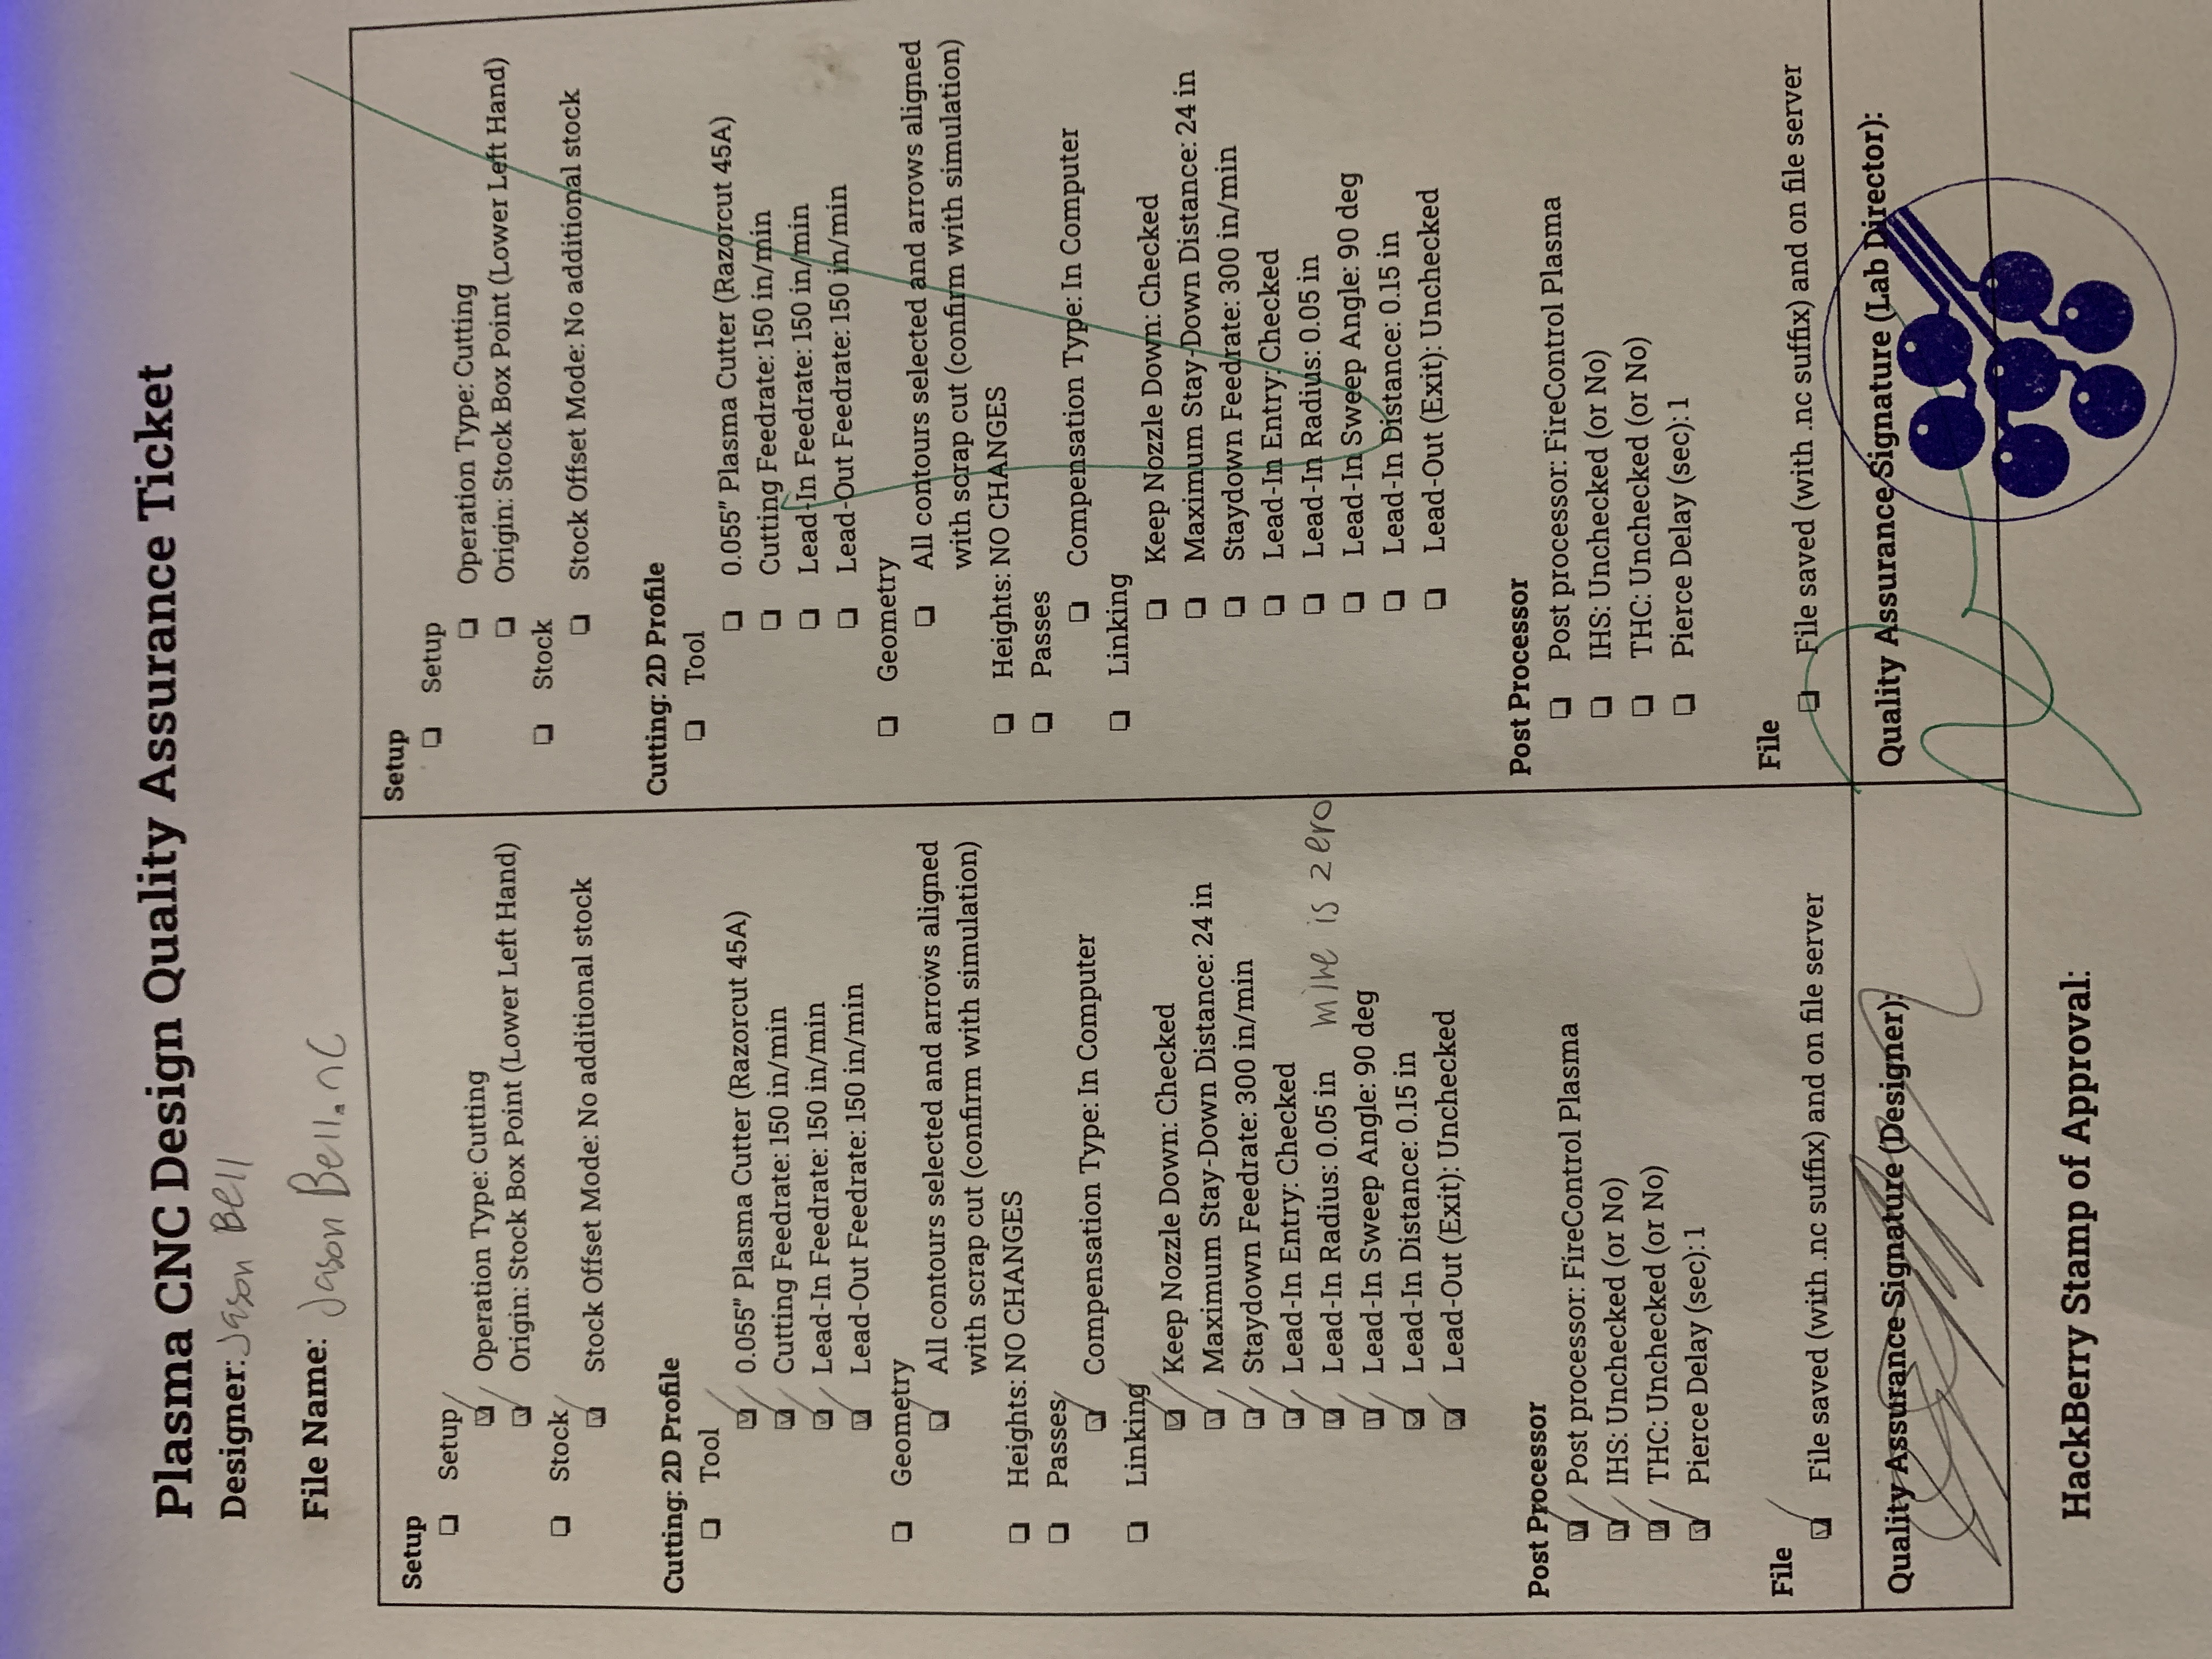 Plasma CNC Design Quality Assurance Ticket
Designer: Jason Bell
File Name: Jason Bell.nc
Setup
Setup
Operation Type: Cutting
Origin: Stock Box Point (Lower Left Hand)
Stock
Stock Offset Mode: No additional stock
Cutting: 2D Profile
Tool
0.055” Plasma Cutter (Razorcut 45A)
Cutting Feedrate: 150 in/min
Lead-In Feedrate: 150 in/min
Lead-Out Feedrate: 150 in/min
Geometry
All contours selected and arrows aligned
with scrap cut (confirm with simulation)
Heights: NO CHANGES
Passes
Compensation Type: In Computer
Linking
Keep Nozzle Down: Checked
Maximum Stay-Down Distance: 24 in
Staydown Feedrate: 300 in/min
Lead-In Entry: Checked
Lead-In Radius: 0.05 in mine is zero
Lead-In Sweep Angle: 90 deg
Lead-In Distance: 0.15 in
Lead-Out (Exit): Unchecked
Post Processor
Post processor: FireControl Plasma
IHS: Unchecked (or No)
THC: Unchecked (or No)
Pierce Delay (sec): 1
File
File saved (with .nc suffix) and on file server
Quality Assurance Signature (Designer):
Setup
Setup
Operation Type: Cutting
Origin: Stock Box Point (Lower Left Hand)
Stock
Stock Offset Mode: No additional stock
Cutting: 2D Profile
Tool
0.055” Plasma Cutter (Razorcut 45A)
Cutting Feedrate: 150 in/min
Lead-In Feedrate: 150 in/min
Lead-Out Feedrate: 150 in/min
Geometry
All contours selected and arrows aligned
with scrap cut (confirm with simulation)
Heights: NO CHANGES
Passes
Compensation Type: In Computer
Linking
Keep Nozzle Down: Checked
Maximum Stay-Down Distance: 24 in
Staydown Feedrate: 300 in/min
Lead-In Entry: Checked
Lead-In Radius: 0.05 in
Lead-In Sweep Angle: 90 deg
Lead-In Distance: 0.15 in
Lead-Out (Exit): Unchecked
Post Processor
Post processor: FireControl Plasma
IHS: Unchecked (or No)
THC: Unchecked (or No)
Pierce Delay (sec): 1
File
File saved (with .nc suffix) and on file server
Quality Assurance Signature (Lab Director):
HackBerry Stamp of Approval: